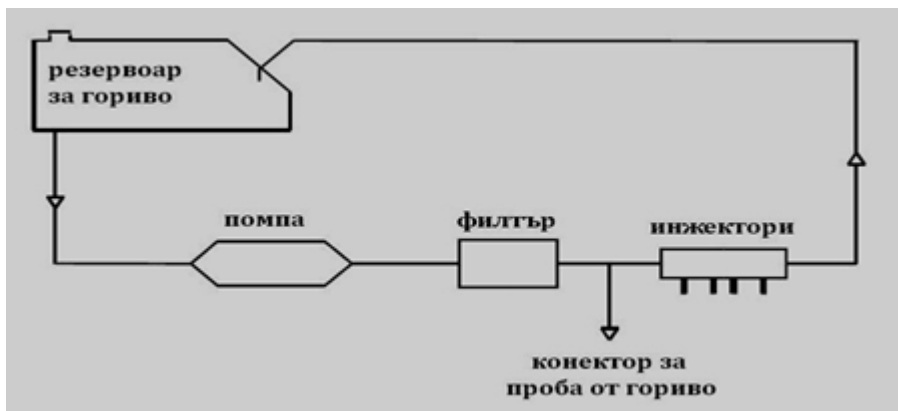 резервоар
за гориво
помпа
филтър
инжектори
конектор за
проба от гориво